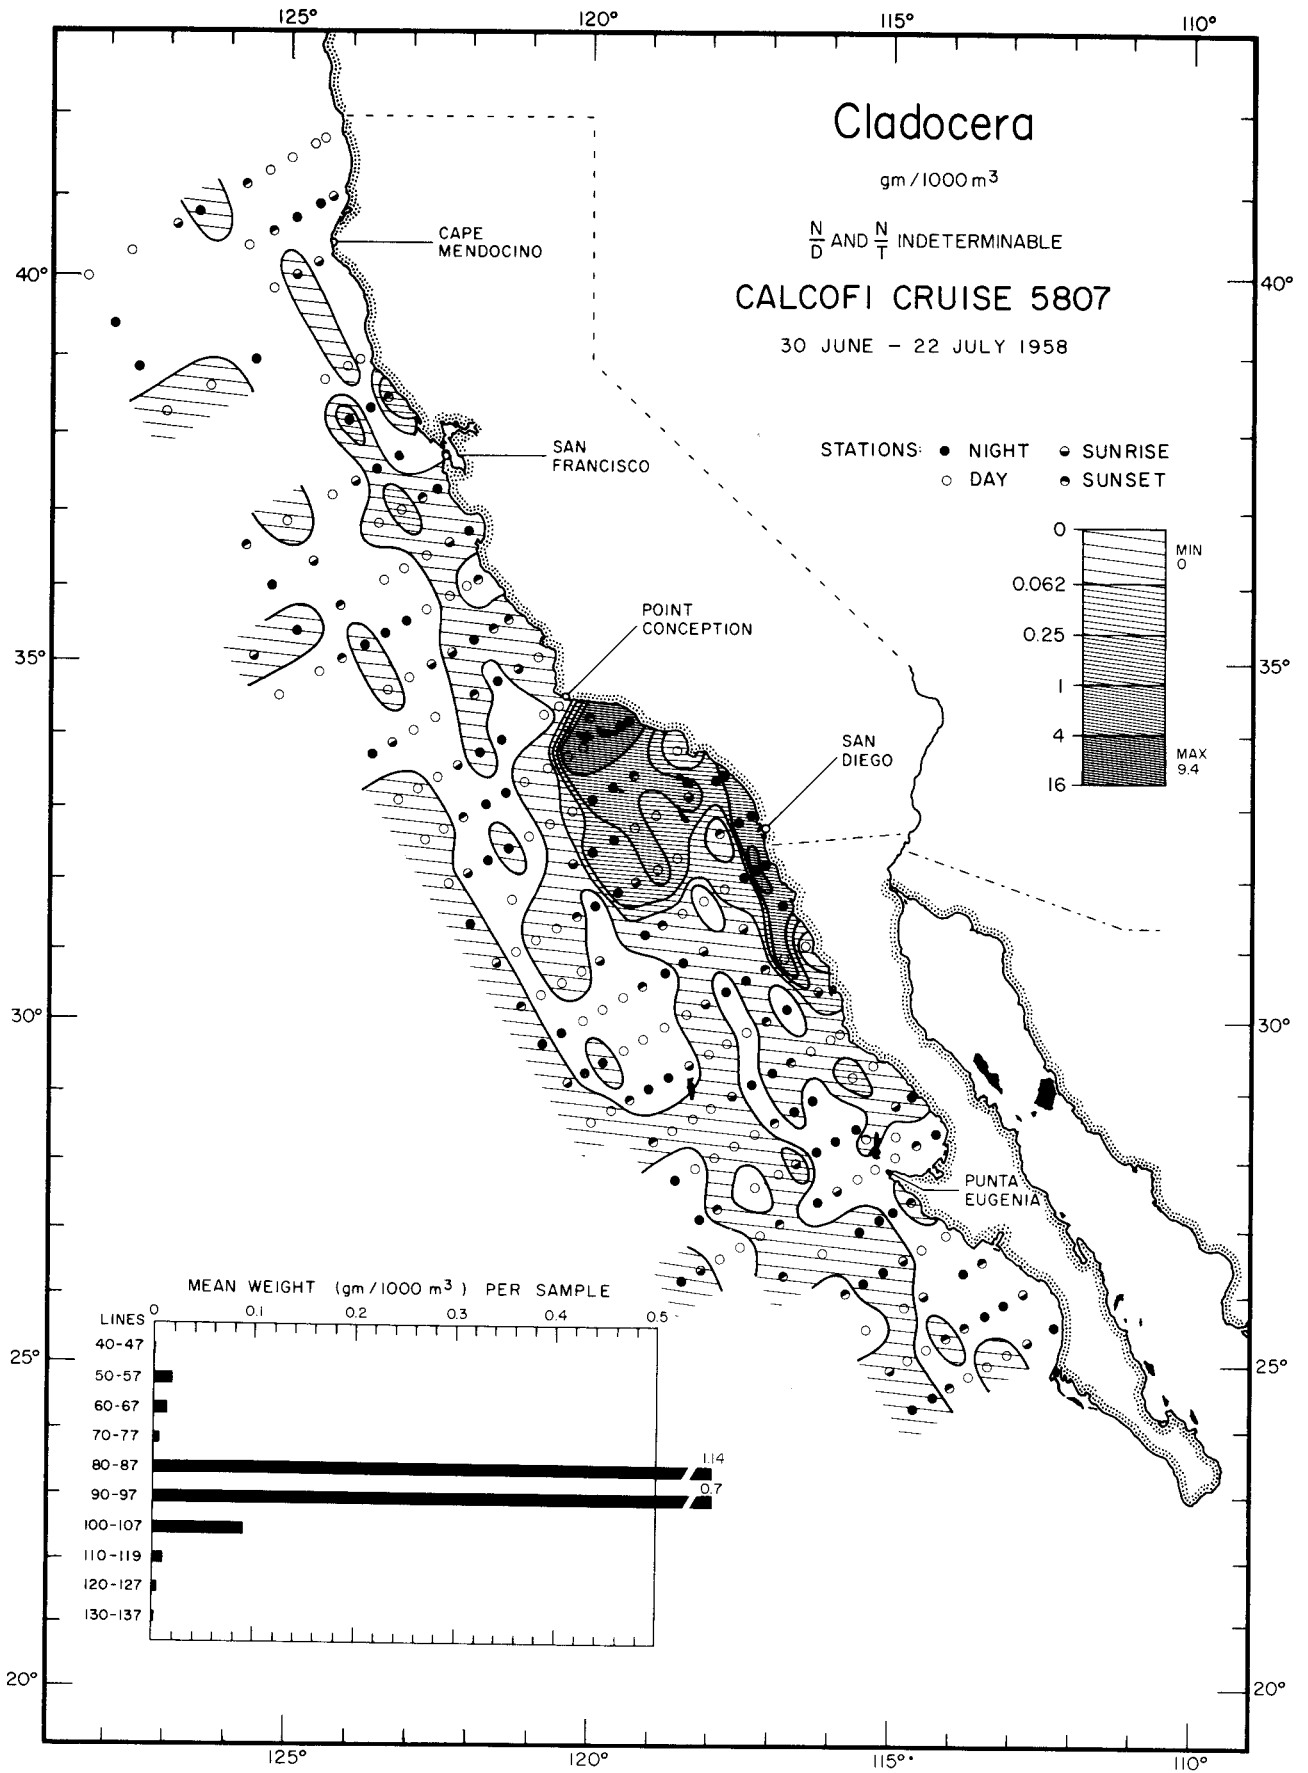 125° 120° 115° 110°
Cladocera
gm/1000m³
N/D AND N/T INDETERMINABLE
CALCOFI CRUISE 5807
30 JUNE – 22 JULY 1958
CAPE
MENDOCINO
40° 40°
STATIONS: ● NIGHT ◒ SUNRISE
○ DAY ◓ SUNSET
SAN
FRANCISCO
0
MIN
0
0.062
0.25
1
4
MAX
9.4
16
POINT
CONCEPTION
35° 35°
SAN
DIEGO
30° 30°
PUNTA
EUGENIA
MEAN WEIGHT (gm/1000 m³) PER SAMPLE
0 0.1 0.2 0.3 0.4 0.5
LINES
40-47
25° 25°
50-57
60-67
70-77
80-87 1.14
90-97 0.7
100-107
110-119
120-127
130-137
20° 20°
125° 120° 115° 110°